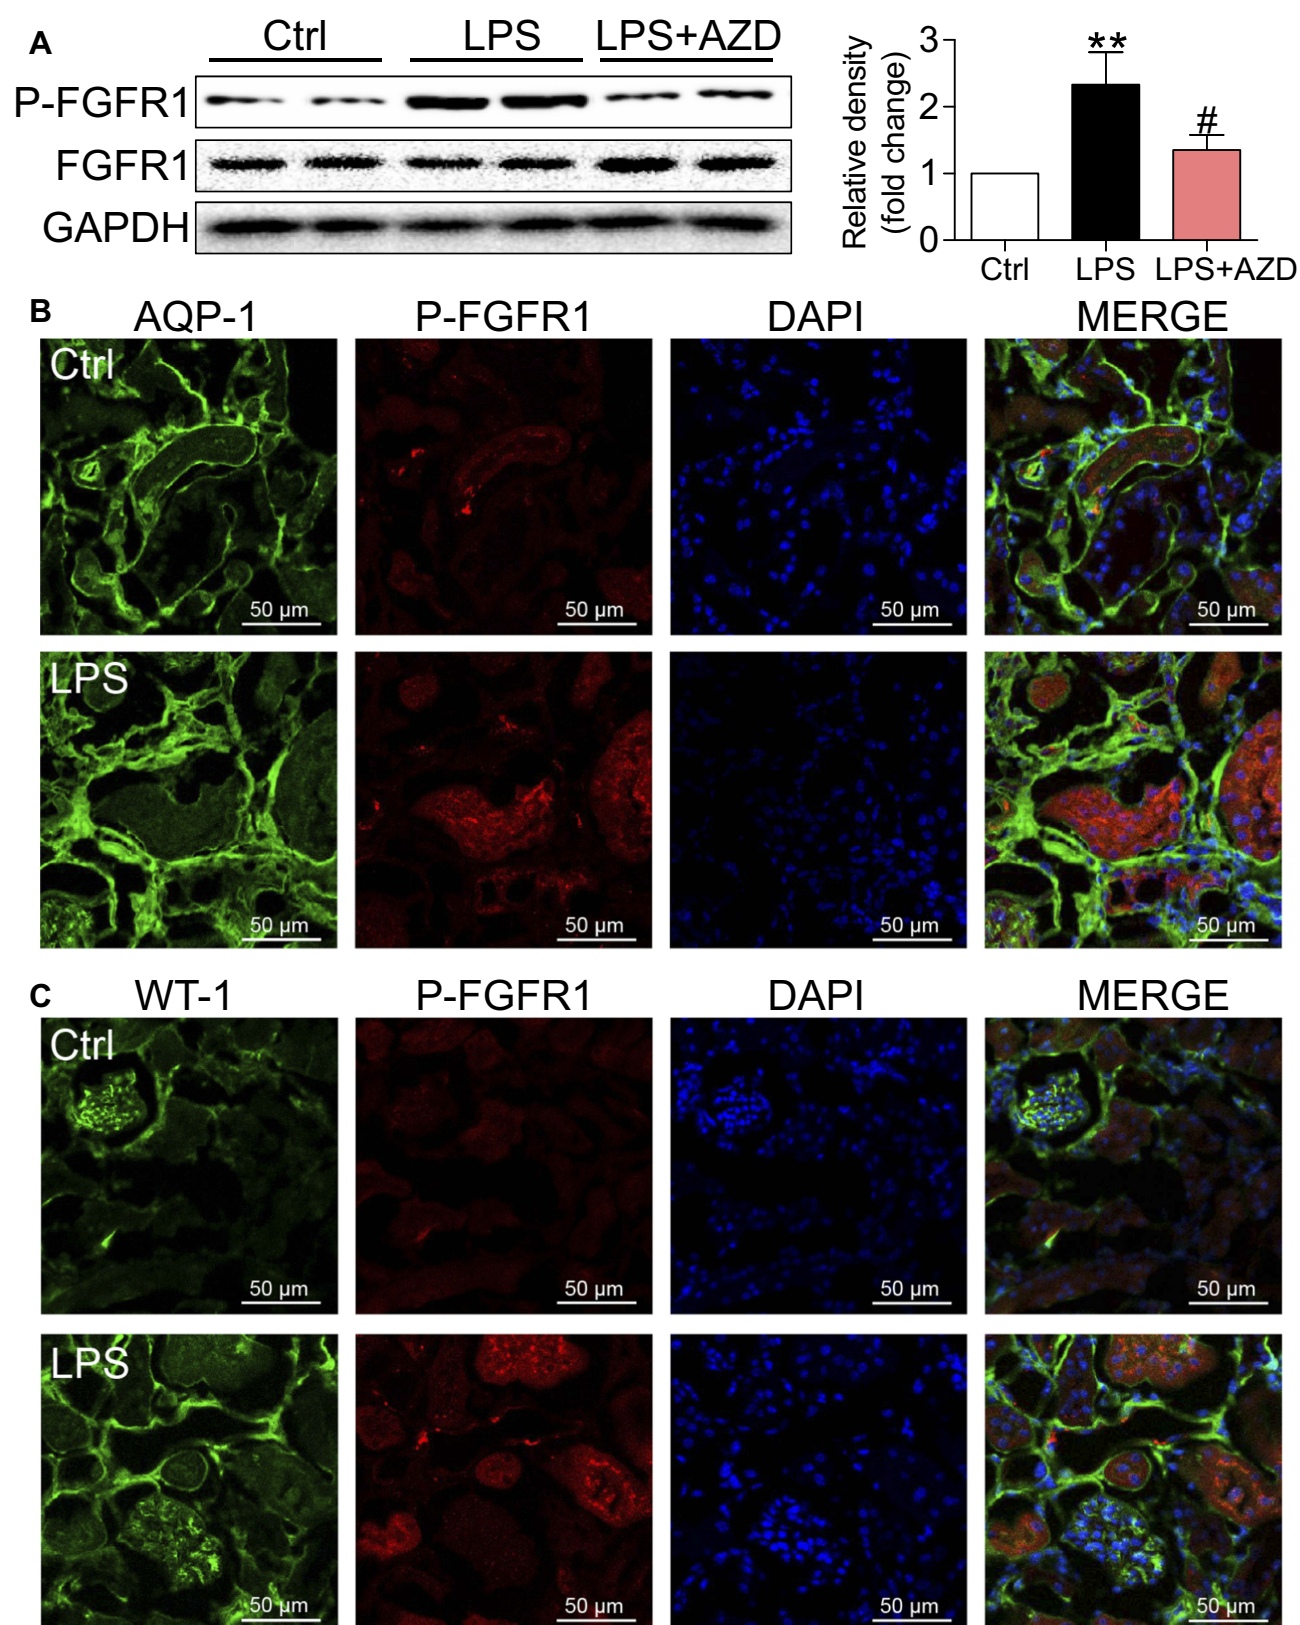 A
Ctrl LPS LPS+AZD
P-FGFR1
FGFR1
GAPDH
Relative density
(fold change)
3
2
1
0
**
#
Ctrl LPS LPS+AZD
B
AQP-1 P-FGFR1 DAPI MERGE
Ctrl
50 µm 50 µm 50 µm 50 µm
LPS
50 µm 50 µm 50 µm 50 µm
C
WT-1 P-FGFR1 DAPI MERGE
Ctrl
50 µm 50 µm 50 µm 50 µm
LPS
50 µm 50 µm 50 µm 50 µm